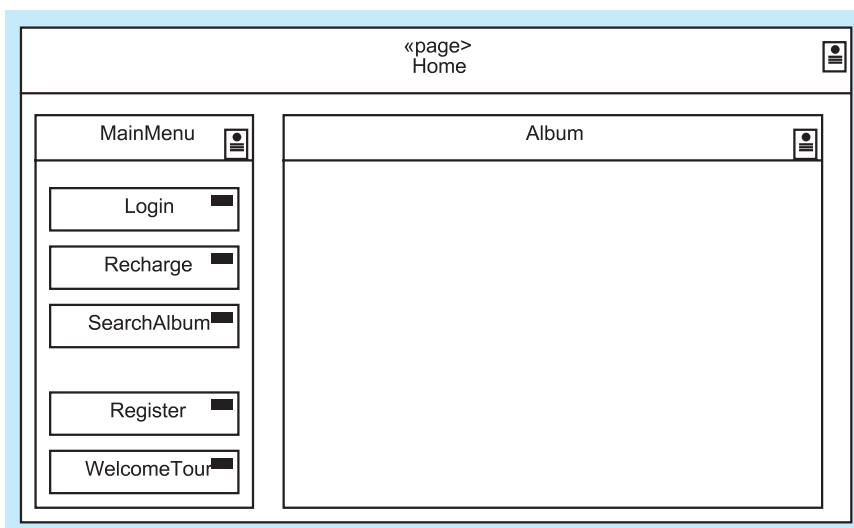 «page>
Home
MainMenu
Album
Login
Recharge
SearchAlbum
Register
WelcomeTour